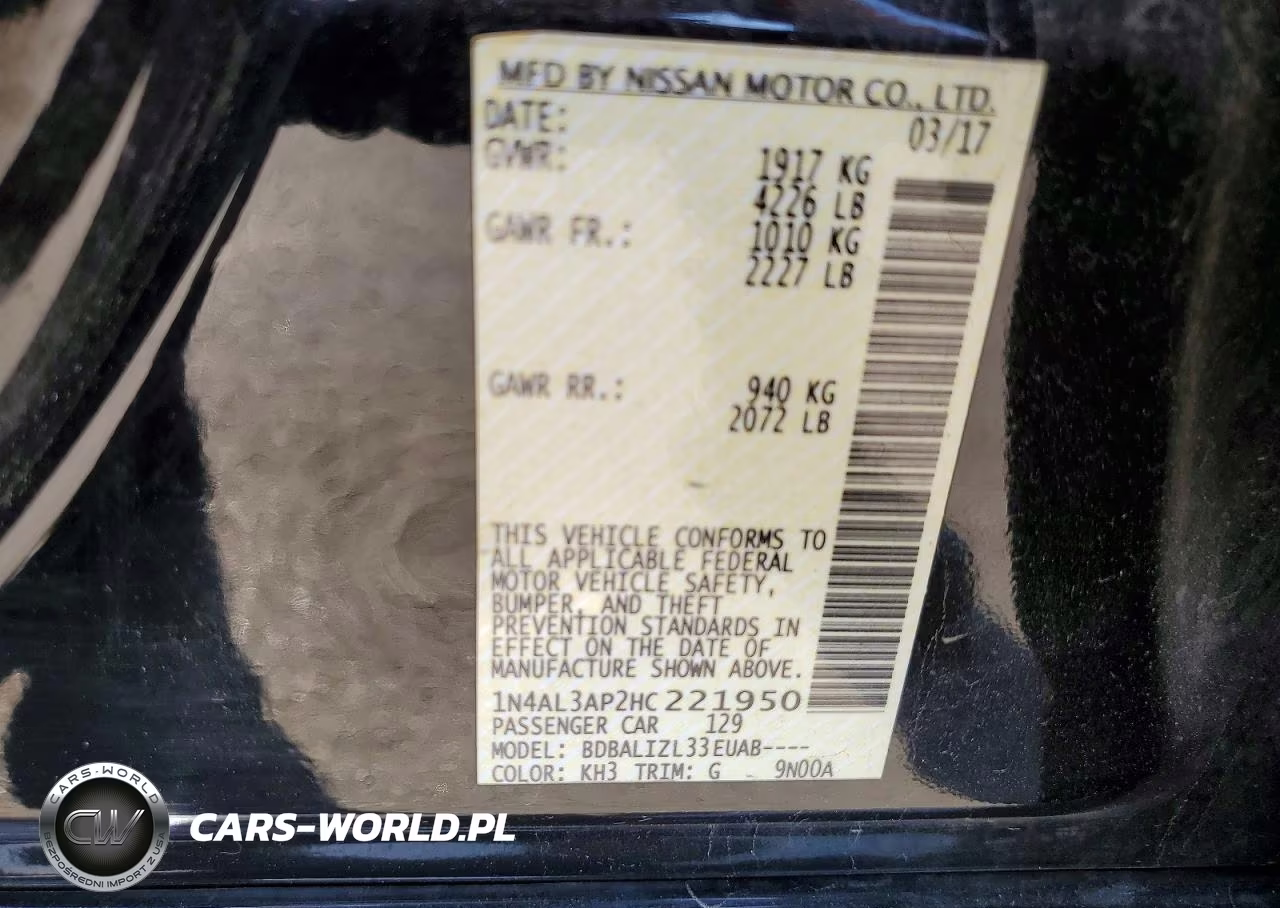 MFD BY NISSAN MOTOR CO., LTD.
DATE: 03/17
GVWR: 1917 KG
4226 LB
GAWR FR.: 1010 KG
2227 LB
GAWR RR.: 940 KG
2072 LB
THIS VEHICLE CONFORMS TO
ALL APPLICABLE FEDERAL
MOTOR VEHICLE SAFETY,
BUMPER, AND THEFT
PREVENTION STANDARDS IN
EFFECT ON THE DATE OF
MANUFACTURE SHOWN ABOVE.
1N4AL3AP2HC221950
PASSENGER CAR 129
MODEL: BDBALIZL33EUAB----
COLOR: KH3 TRIM: G 9N00A
CARS-WORLD
CW
BEZPOŚREDNI IMPORT Z USA
CARS-WORLD.PL